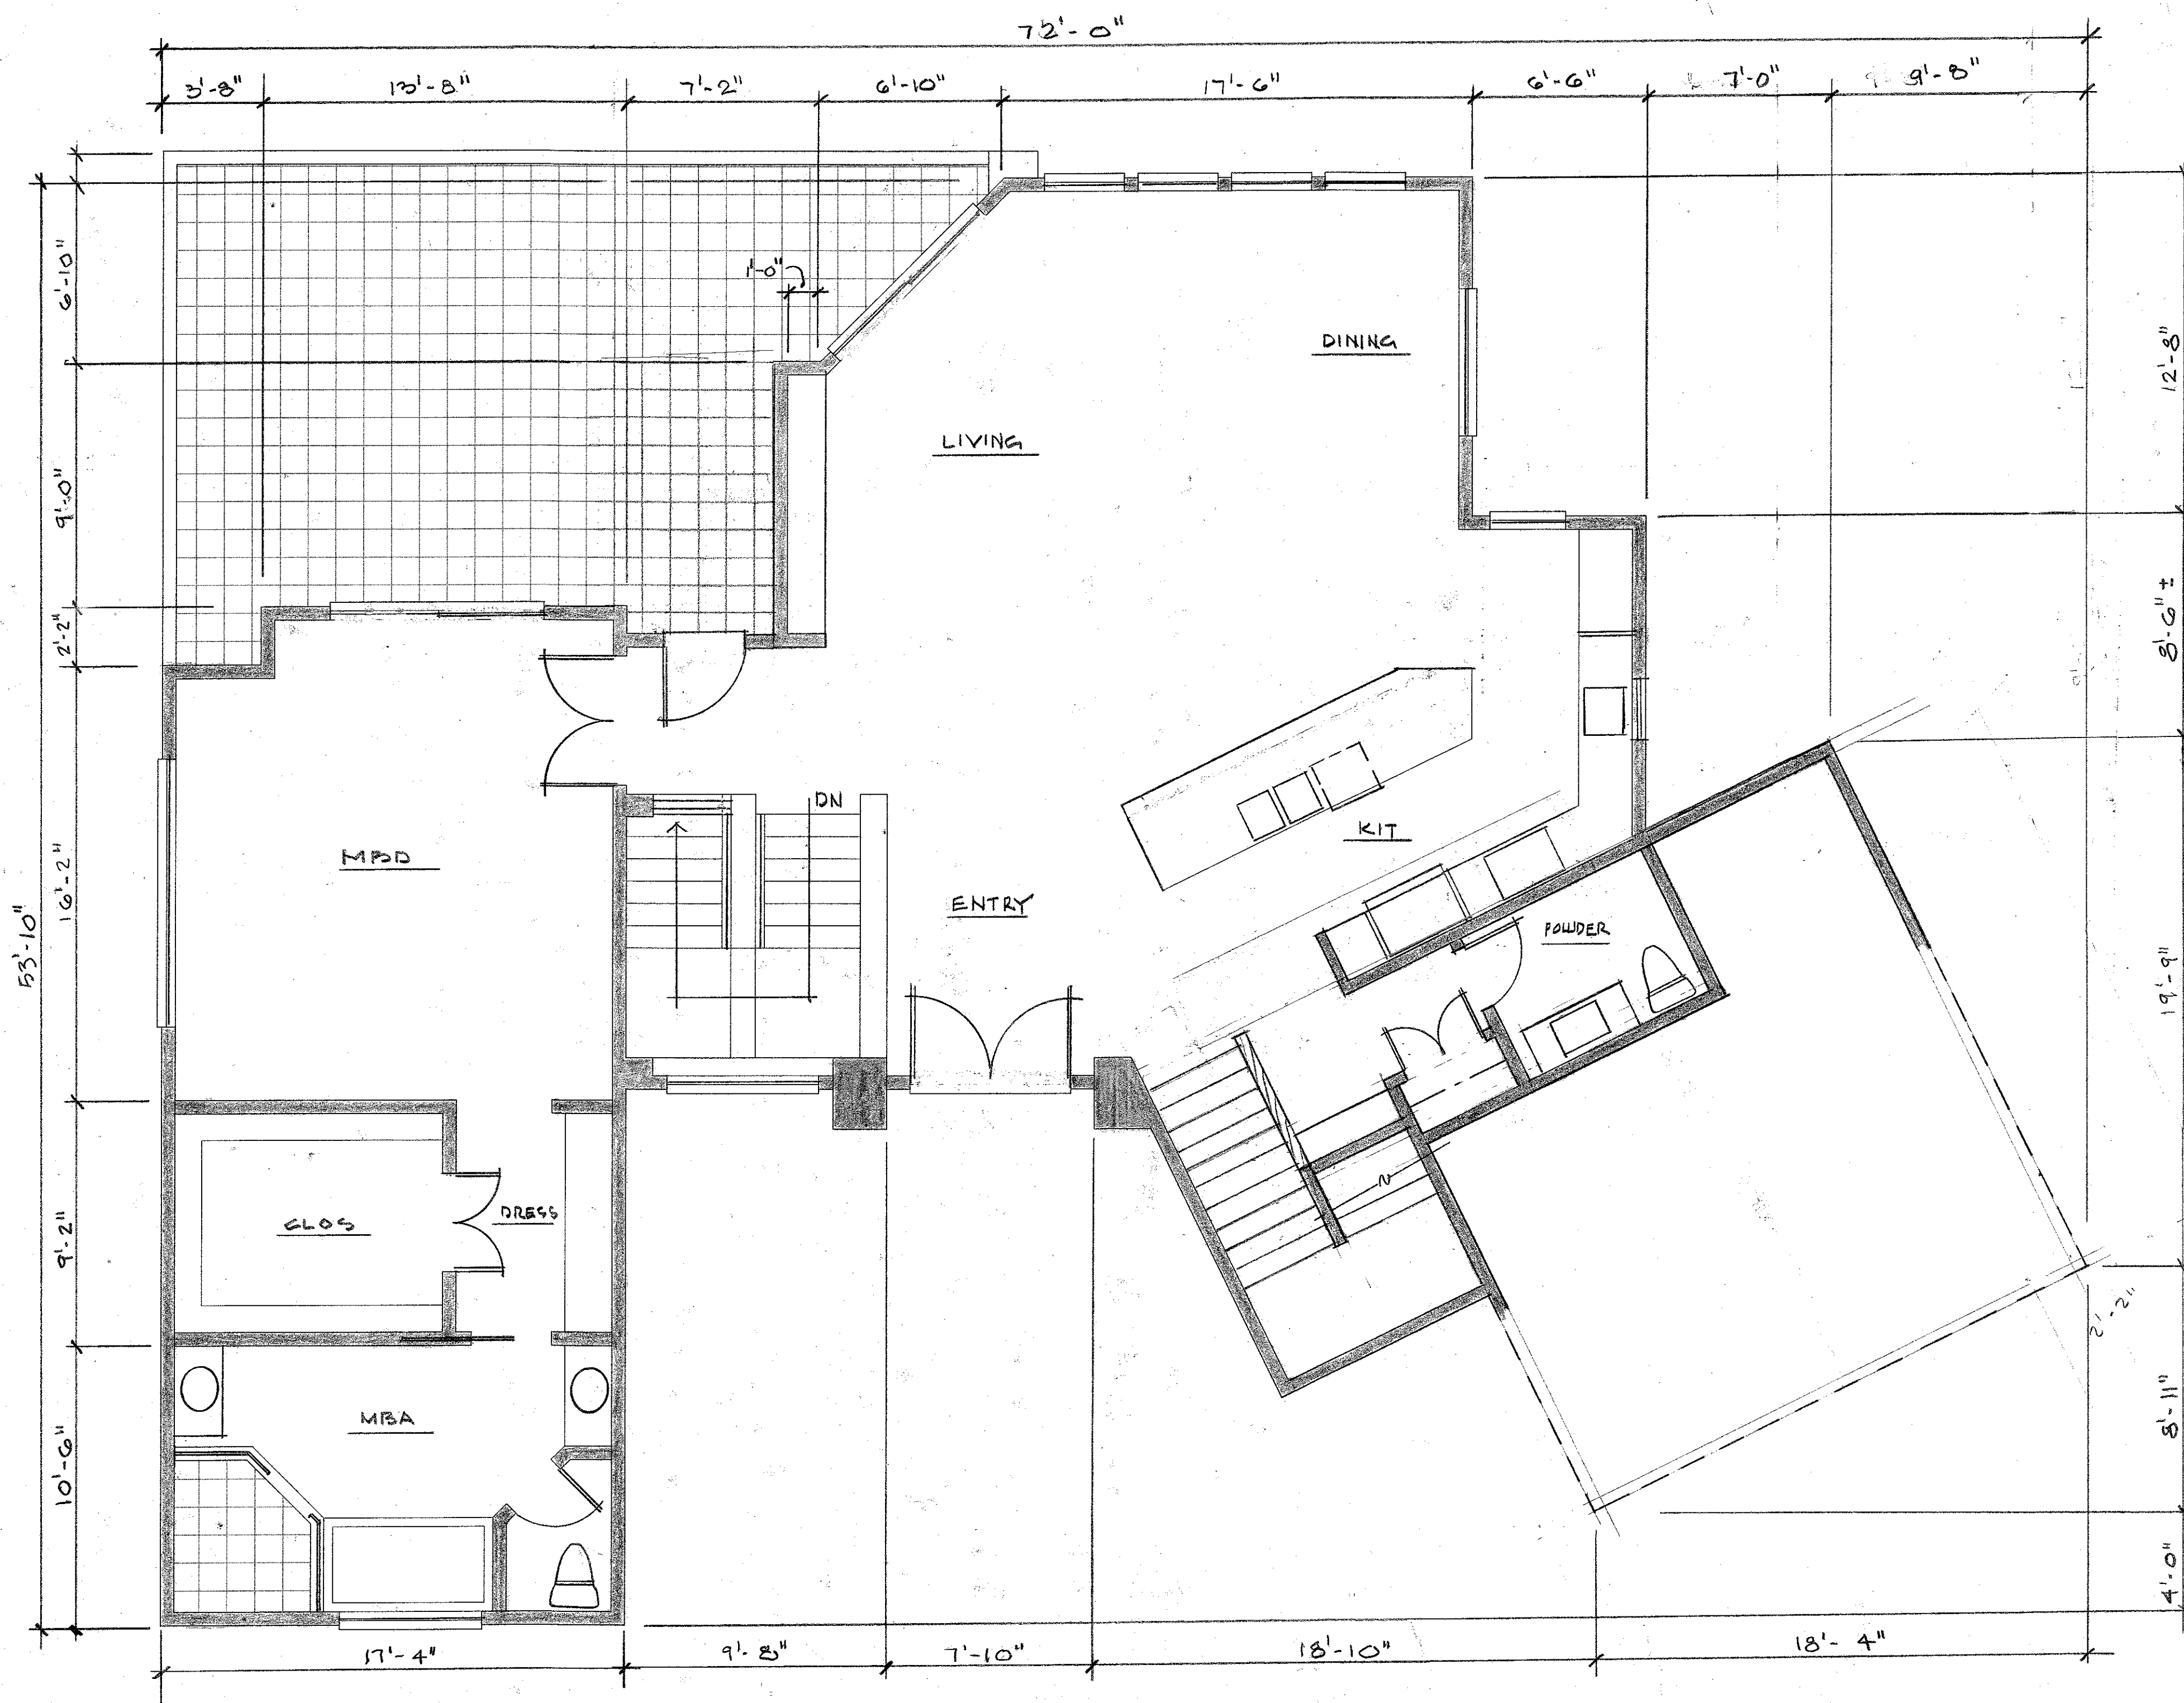 72'-0"
3'-8" 13'-8" 7'-2" 6'-10" 17'-6" 6'-6" 7'-0" 9'-8"
6'-10"
1'-0"
DINING
12'-8"
LIVING
9'-0"
2'-2"
8'-6" ±
DN
KIT
MBD
16'-2"
ENTRY
POWDER
53'-10"
19'-9"
N
DRESS
CLOS
9'-2"
2'-2"
MBA
8'-11"
10'-6"
4'-0"
17'-4" 9'-8" 7'-10" 18'-10" 18'-4"